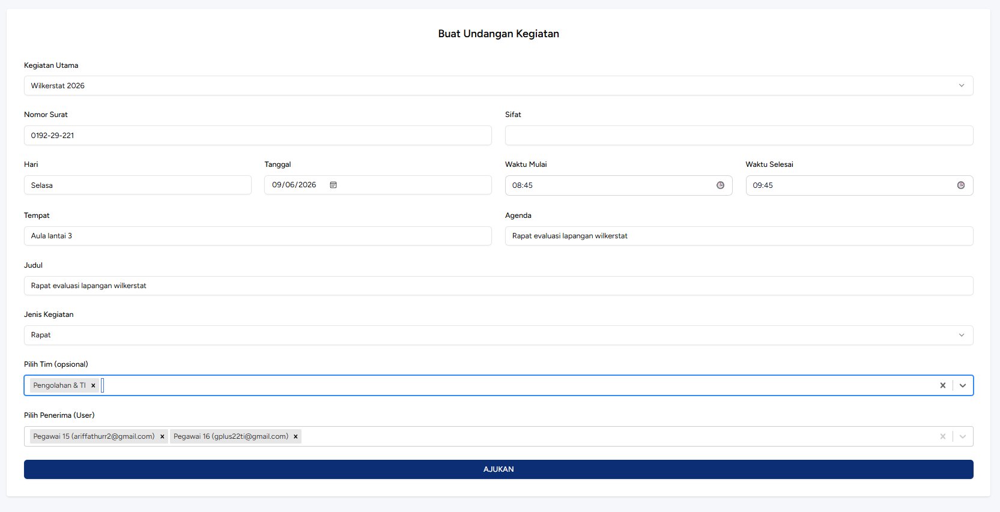 Buat Undangan Kegiatan
Kegiatan Utama
Wilkerstat 2026
Nomor Surat
Sifat
0192-29-221
Hari
Tanggal
Waktu Mulai
Waktu Selesai
Selasa
09/06/2026
08:45
09:45
Tempat
Agenda
Aula lantai 3
Rapat evaluasi lapangan wilkerstat
Judul
Rapat evaluasi lapangan wilkerstat
Jenis Kegiatan
Rapat
Pilih Tim (opsional)
Pengolahan & TI
Pilih Penerima (User)
Pegawai 15 (ariffathurr2@gmail.com)
Pegawai 16 (gplus22ti@gmail.com)
AJUKAN